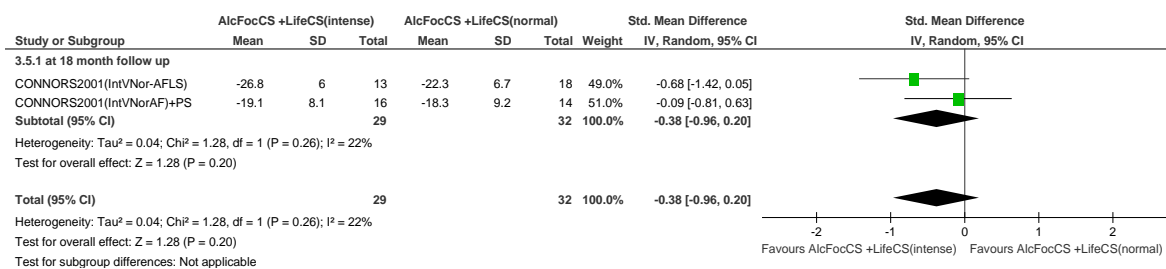 AlcFocCS +LifeCS(intense) AlcFocCS +LifeCS(normal) Std. Mean Difference Std. Mean Difference
Study or Subgroup Mean SD Total Mean SD Total Weight IV, Random, 95% CI IV, Random, 95% CI
3.5.1 at 18 month follow up
CONNORS2001(IntVNor-AFLS) -26.8 6 13 -22.3 6.7 18 49.0% -0.68 [-1.42, 0.05]
CONNORS2001(IntVNorAF)+PS -19.1 8.1 16 -18.3 9.2 14 51.0% -0.09 [-0.81, 0.63]
Subtotal (95% CI) 29 32 100.0% -0.38 [-0.96, 0.20]
Heterogeneity: Tau² = 0.04; Chi² = 1.28, df = 1 (P = 0.26); I² = 22%
Test for overall effect: Z = 1.28 (P = 0.20)
Total (95% CI) 29 32 100.0% -0.38 [-0.96, 0.20]
Heterogeneity: Tau² = 0.04; Chi² = 1.28, df = 1 (P = 0.26); I² = 22%
Test for overall effect: Z = 1.28 (P = 0.20)
Test for subgroup differences: Not applicable
-2 -1 0 1 2
Favours AlcFocCS +LifeCS(intense) Favours AlcFocCS +LifeCS(normal)